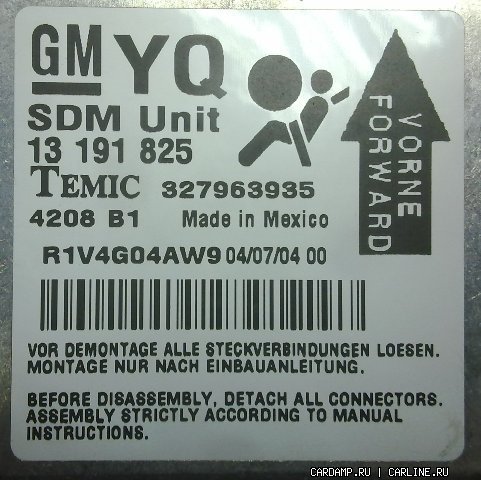 GM YQ
SDM Unit
13 191 825
TEMIC 327963935
4208 B1 Made in Mexico
R1V4G04AW9 04/07/04 00
VORNE
FORWARD
VOR DEMONTAGE ALLE STECKVERBINDUNGEN LOESEN.
MONTAGE NUR NACH EINBAUANLEITUNG.
BEFORE DISASSEMBLY, DETACH ALL CONNECTORS.
ASSEMBLY STRICTLY ACCORDING TO MANUAL
INSTRUCTIONS.
CARDAMP.RU | CARLINE.RU